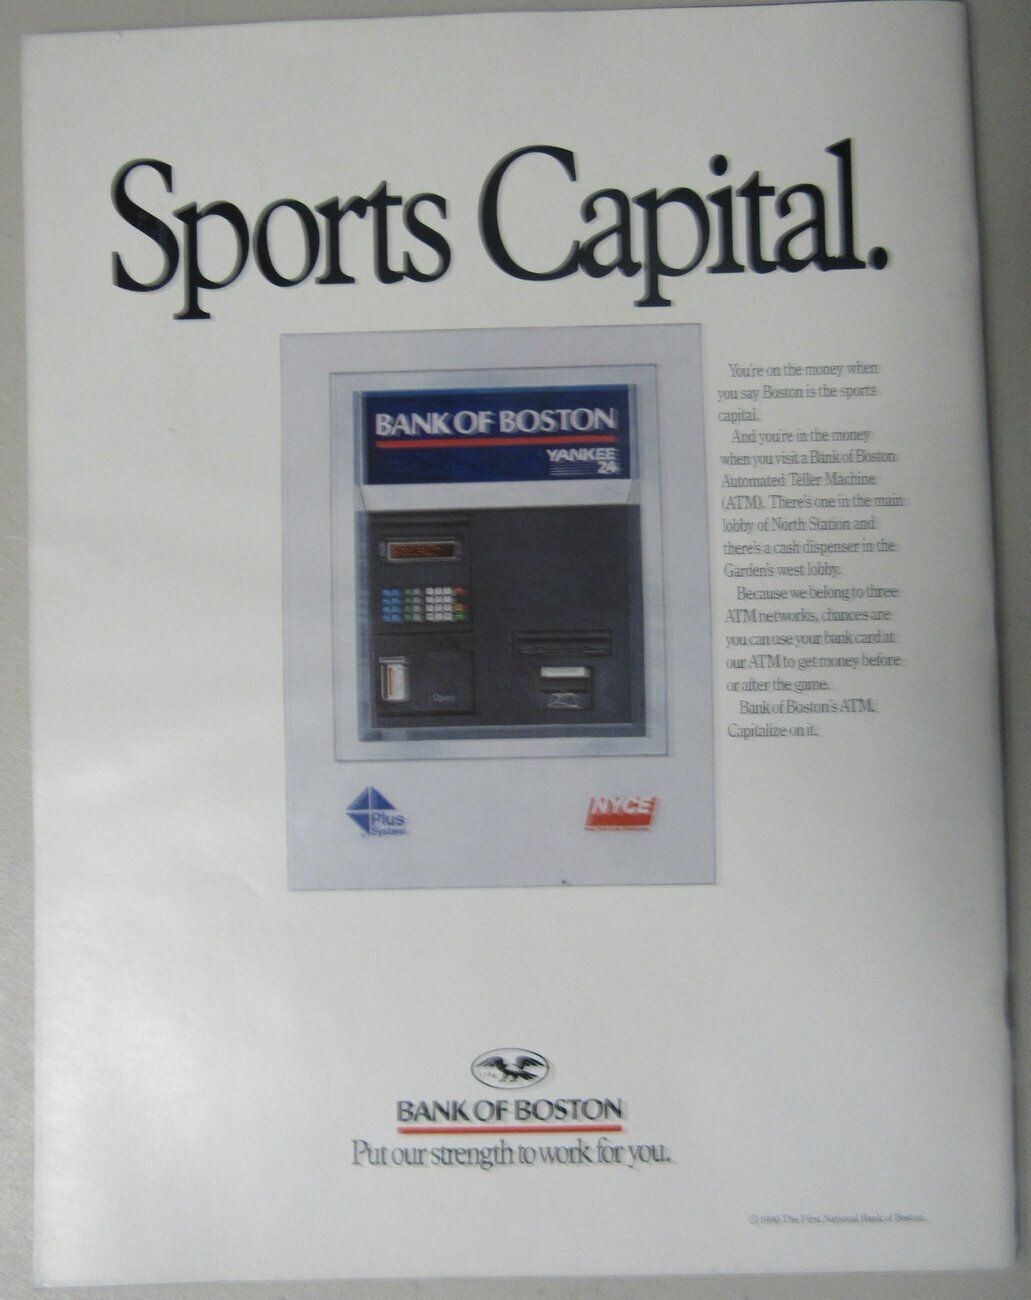 Sports Capital.
BANK OF BOSTON
YANKEE
24
Open
Plus
System
NYCE
You're on the money when
you say Boston is the sports
capital.
And you're in the money
when you visit a Bank of Boston
Automated Teller Machine
(ATM). There's one in the main
lobby of North Station and
there's a cash dispenser in the
Garden's west lobby.
Because we belong to three
ATM networks, chances are
you can use your bank card at
our ATM to get money before
or after the game.
Bank of Boston's ATM.
Capitalize on it.
BANK OF BOSTON
Put our strength to work for you.
© 1990 The First National Bank of Boston.